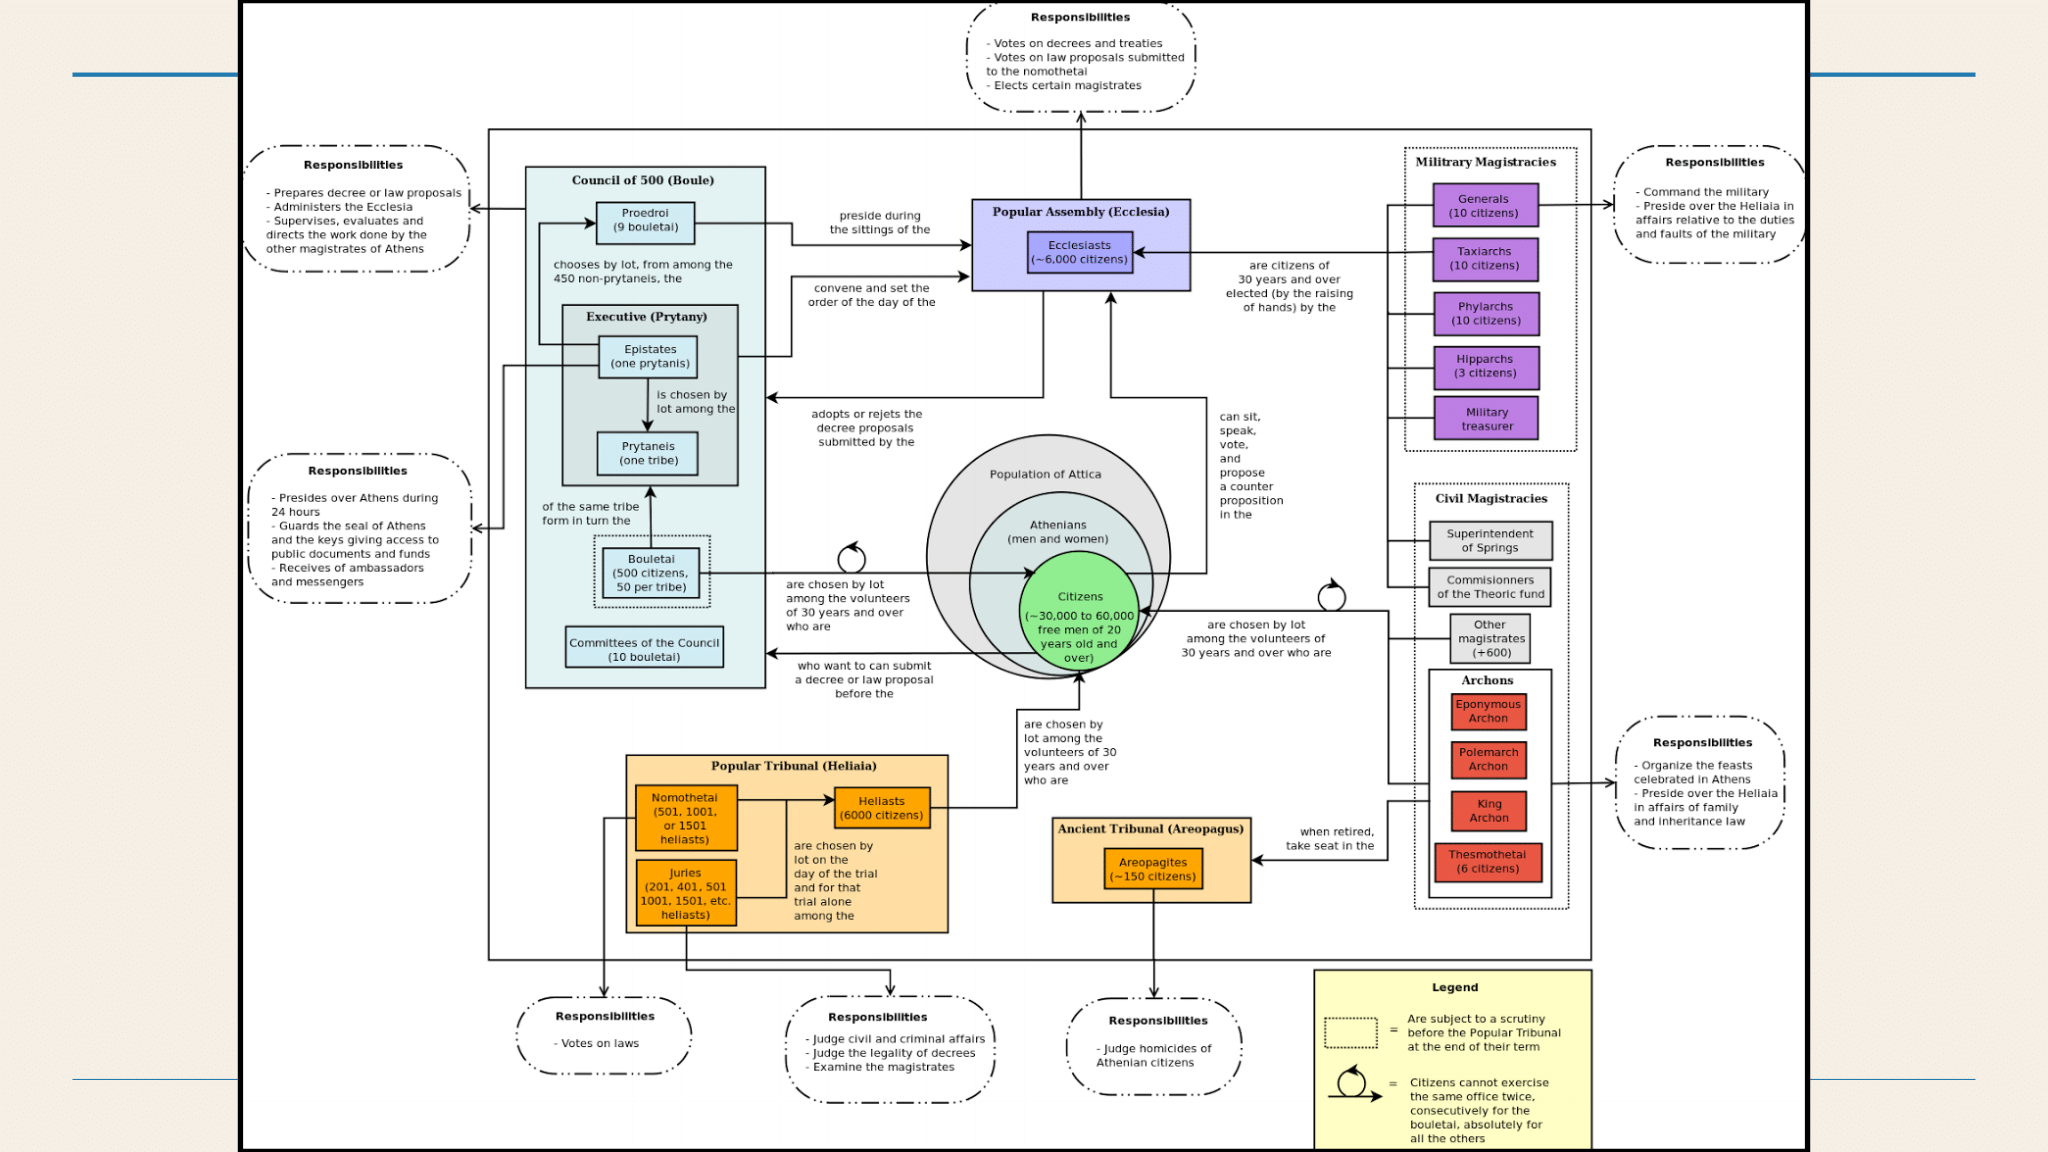 Responsibilities
- Votes on decrees and treaties
- Votes on law proposals submitted
to the nomothetai
- Elects certain magistrates
Responsibilities
- Prepares decree or law proposals
- Administers the Ecclesia
- Supervises, evaluates and
directs the work done by the
other magistrates of Athens
Council of 500 (Boule)
Proedroi
(9 bouletai)
chooses by lot, from among the
450 non-prytaneis, the
Executive (Prytany)
Epistates
(one prytanis)
is chosen by
lot among the
Prytaneis
(one tribe)
of the same tribe
form in turn the
Bouletai
(500 citizens,
50 per tribe)
Committees of the Council
(10 bouletai)
preside during
the sittings of the
convene and set the
order of the day of the
adopts or rejets the
decree proposals
submitted by the
Popular Assembly (Ecclesia)
Ecclesiasts
(~6,000 citizens)
are citizens of
30 years and over
elected (by the raising
of hands) by the
Militrary Magistracies
Generals
(10 citizens)
Taxiarchs
(10 citizens)
Phylarchs
(10 citizens)
Hipparchs
(3 citizens)
Military
treasurer
Responsibilities
- Command the military
- Preside over the Heliaia in
affairs relative to the duties
and faults of the military
Responsibilities
- Presides over Athens during
24 hours
- Guards the seal of Athens
and the keys giving access to
public documents and funds
- Receives of ambassadors
and messengers
Population of Attica
Athenians
(men and women)
Citizens
(~30,000 to 60,000
free men of 20
years old and
over)
can sit,
speak,
vote,
and
propose
a counter
proposition
in the
are chosen by lot
among the volunteers
of 30 years and over
who are
who want to can submit
a decree or law proposal
before the
are chosen by lot
among the volunteers of
30 years and over who are
Civil Magistracies
Superintendent
of Springs
Commisionners
of the Theoric fund
Other
magistrates
(+600)
Archons
Eponymous
Archon
Polemarch
Archon
King
Archon
Thesmothetai
(6 citizens)
Responsibilities
- Organize the feasts
celebrated in Athens
- Preside over the Heliaia
in affairs of family
and inheritance law
are chosen by
lot among the
volunteers of 30
years and over
who are
Popular Tribunal (Heliaia)
Nomothetai
(501, 1001,
or 1501
heliasts)
Heliasts
(6000 citizens)
Juries
(201, 401, 501
1001, 1501, etc.
heliasts)
are chosen by
lot on the
day of the trial
and for that
trial alone
among the
Ancient Tribunal (Areopagus)
Areopagites
(~150 citizens)
when retired,
take seat in the
Responsibilities
- Votes on laws
Responsibilities
- Judge civil and criminal affairs
- Judge the legality of decrees
- Examine the magistrates
Responsibilities
- Judge homicides of
Athenian citizens
Legend
= Are subject to a scrutiny
before the Popular Tribunal
at the end of their term
= Citizens cannot exercise
the same office twice,
consecutively for the
bouletai, absolutely for
all the others